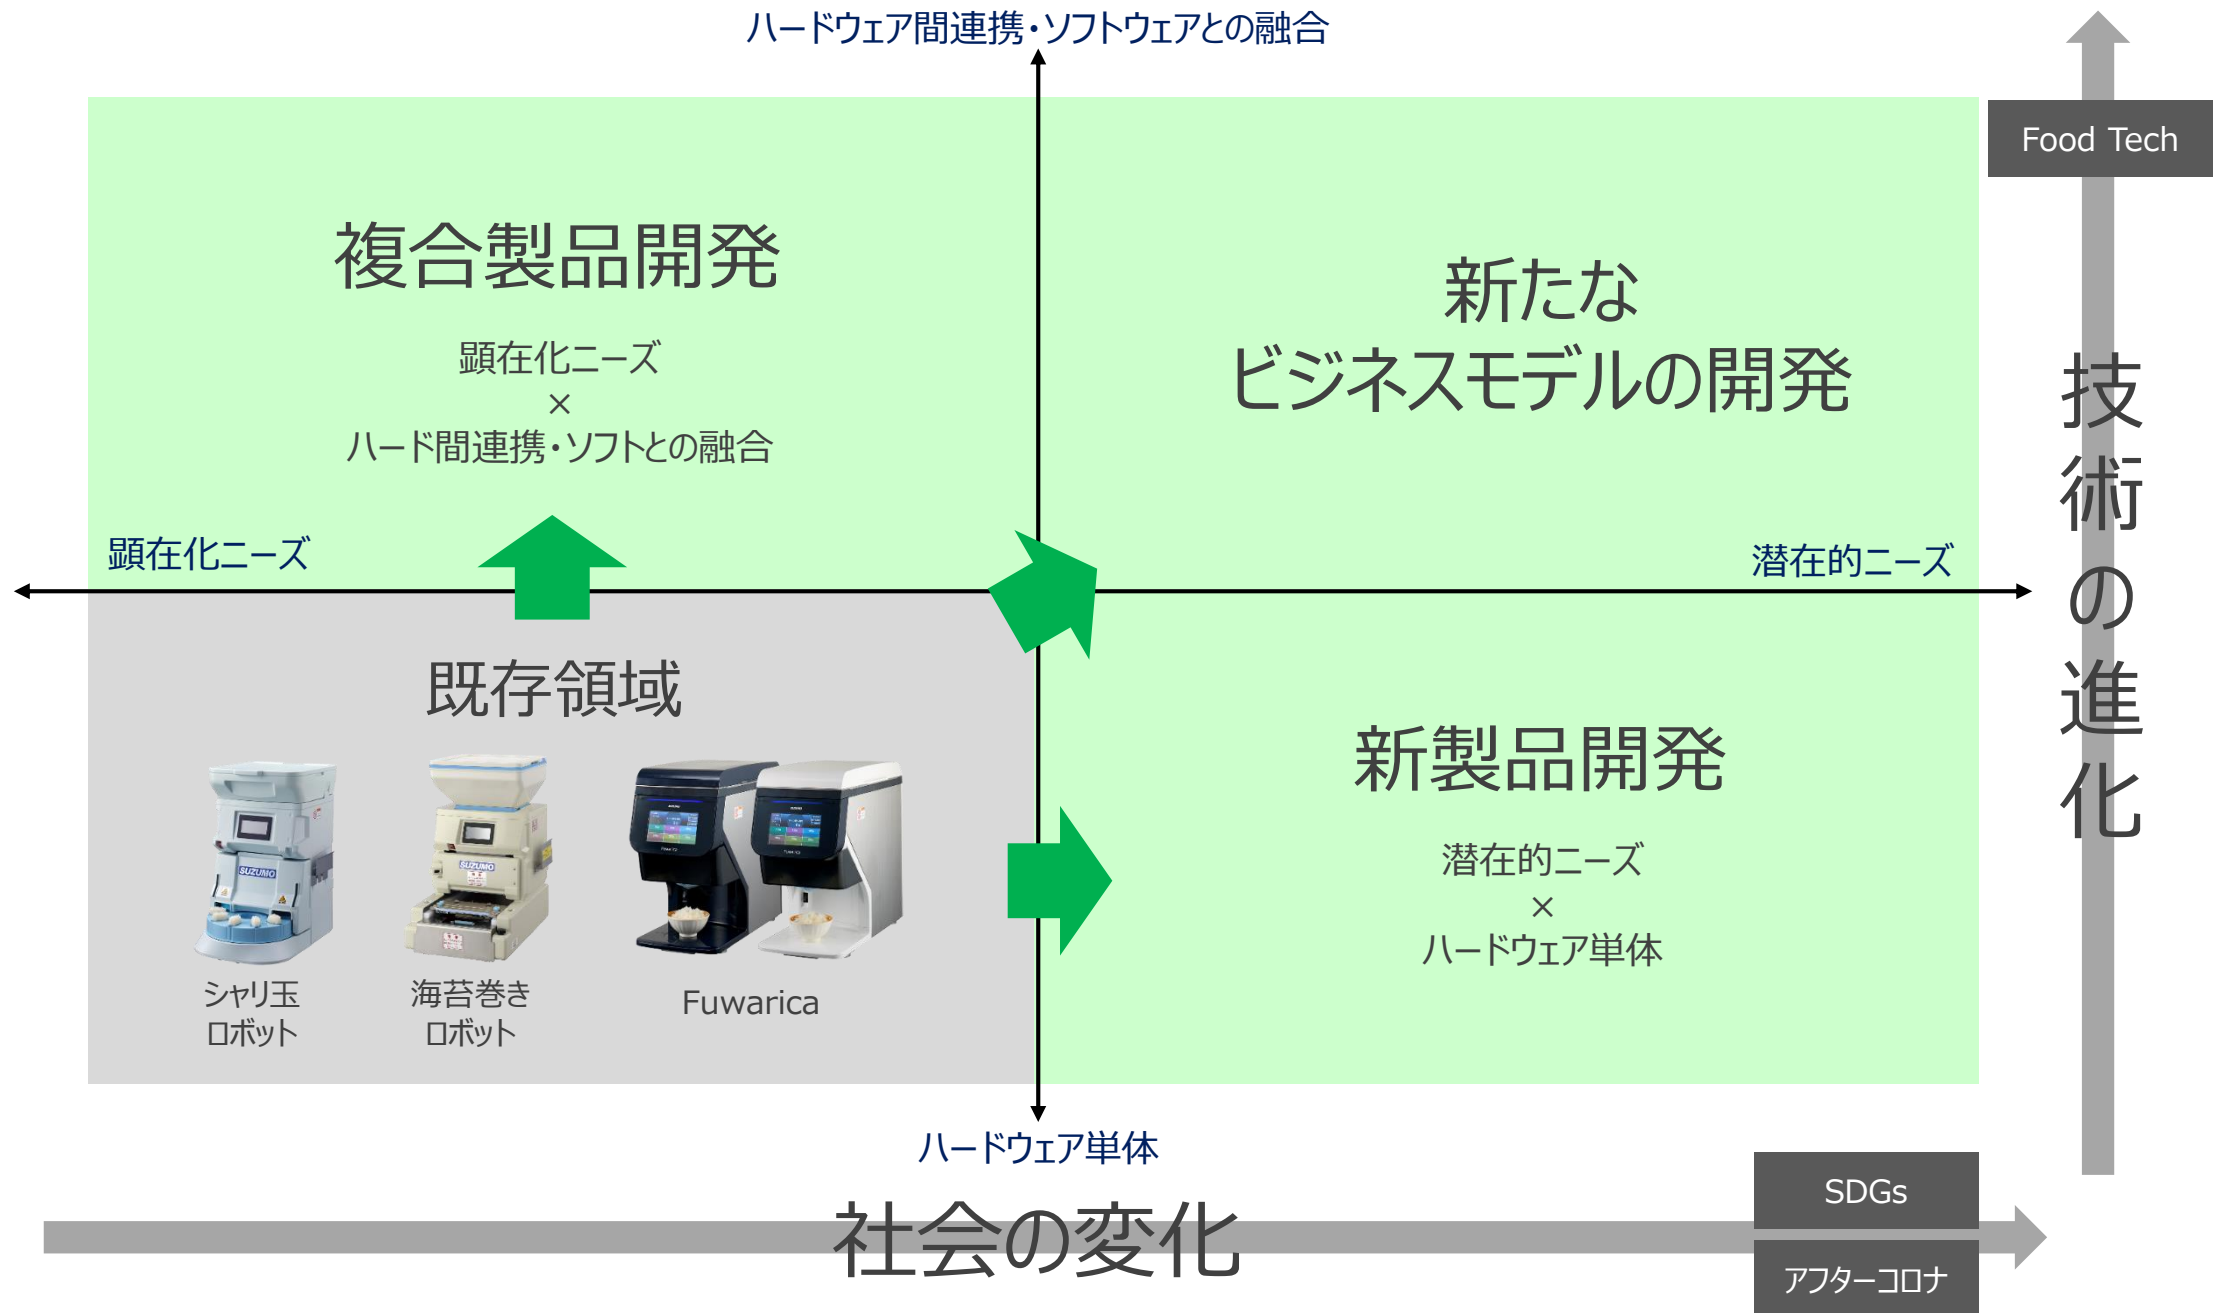 ハードウェア間連携・ソフトウェアとの融合
Food Tech
複合製品開発
顕在化ニーズ
×
ハード間連携・ソフトとの融合
新たな
ビジネスモデルの開発
技術の進化
顕在化ニーズ
潜在的ニーズ
既存領域
SUZUMO
SUZUMO
シャリ玉
ロボット
海苔巻き
ロボット
Fuwarica
新製品開発
潜在的ニーズ
×
ハードウェア単体
ハードウェア単体
社会の変化
SDGs
アフターコロナ